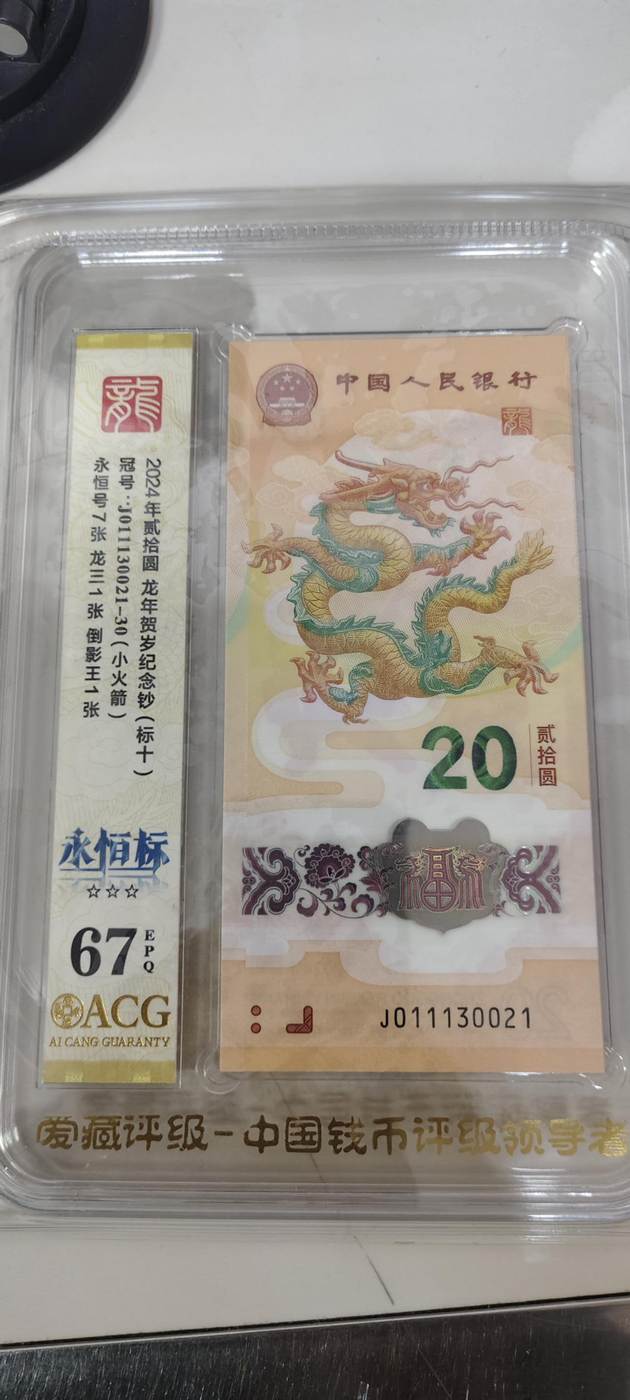 龍
2024年贰拾圆 龙年贺岁纪念钞(标十)
冠号:J011130021-30(小火箭)
永恒号7张 龙三1张 倒影王1张
永恒标
☆☆☆
67 EPQ
ACG
AI CANG GUARANTY
中国人民银行
龍
20
贰拾圆
福
J011130021
爱藏评级-中国钱币评级领导者